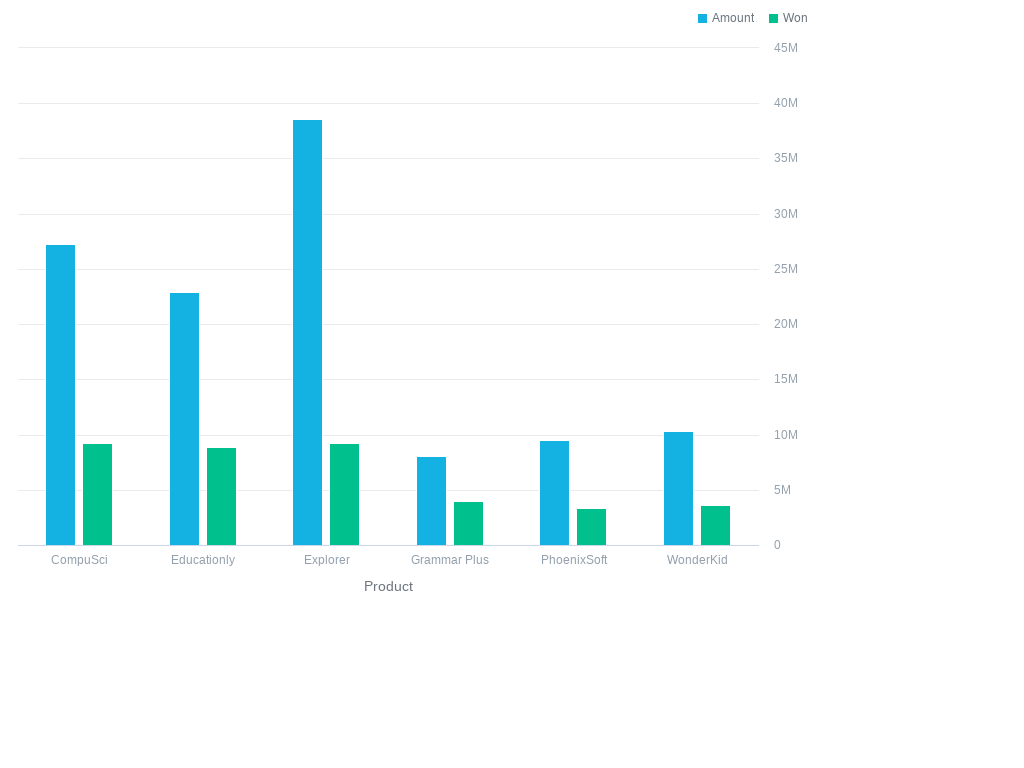 Amount Won
45M
40M
35M
30M
25M
20M
15M
10M
5M
0
CompuSci Educationly Explorer Grammar Plus PhoenixSoft WonderKid
Product